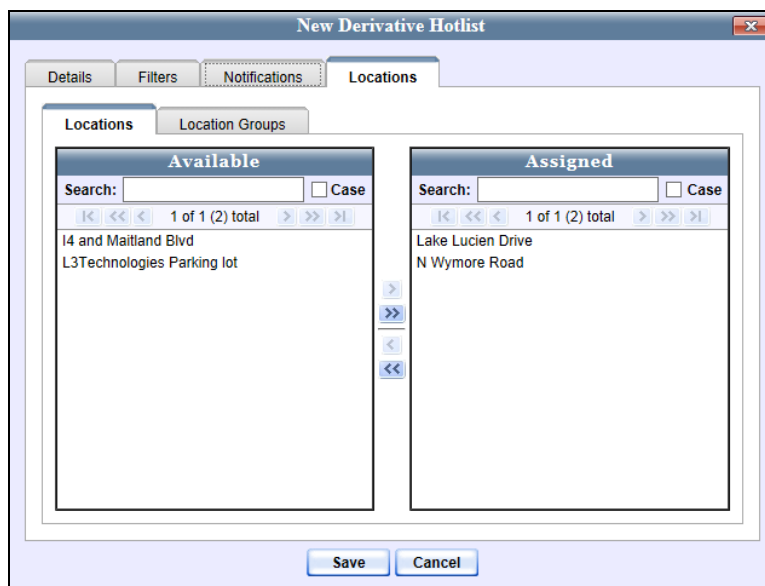 New Derivative Hotlist
Details Filters Notifications Locations
Locations Location Groups
Available
Search: Case
1 of 1 (2) total
I4 and Maitland Blvd
L3Technologies Parking lot
Assigned
Search: Case
1 of 1 (2) total
Lake Lucien Drive
N Wymore Road
Save Cancel